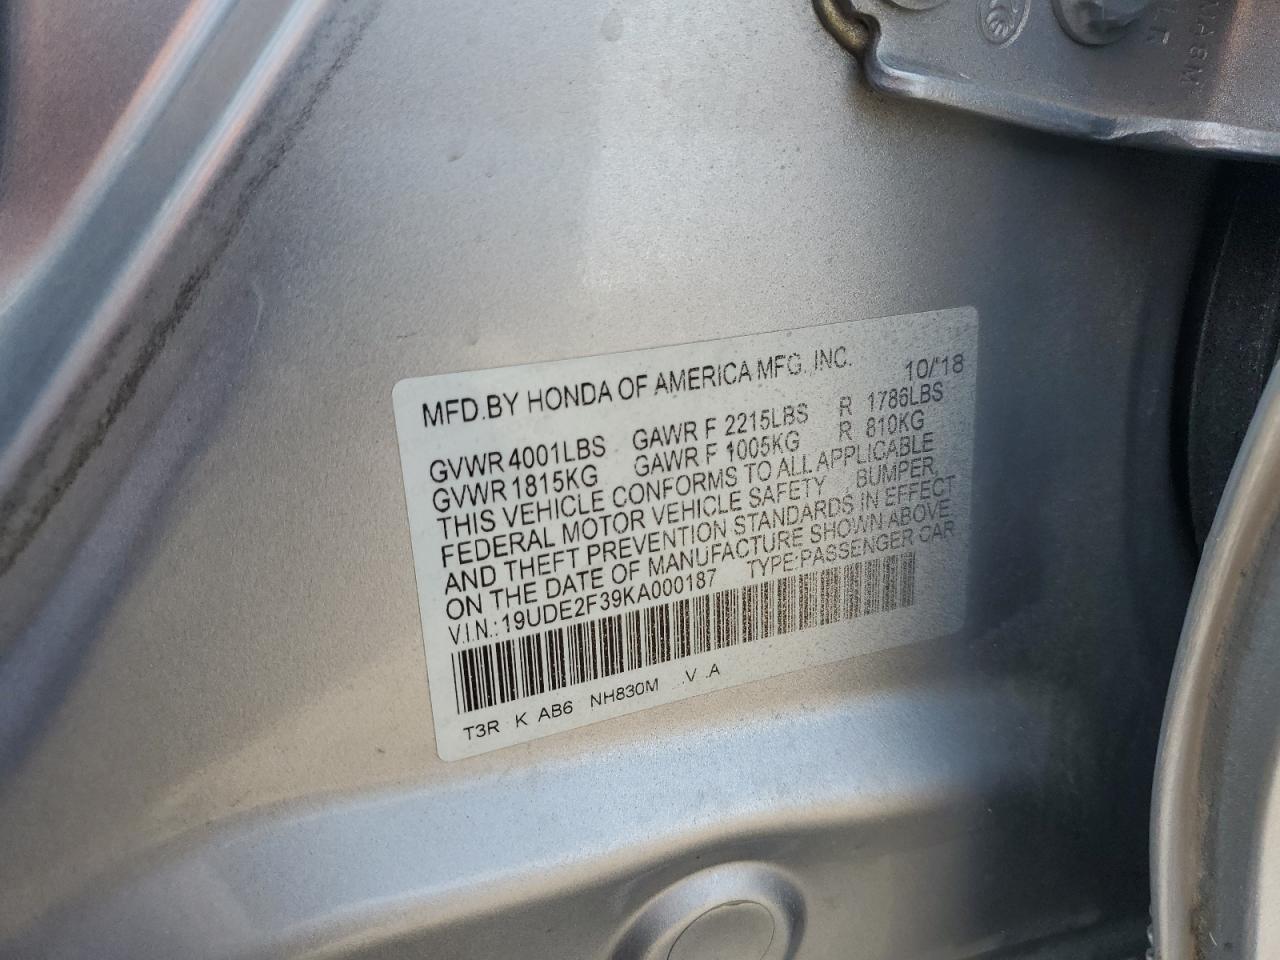 MFD.BY HONDA OF AMERICA MFG., INC. 10/'18
GVWR 4001LBS GAWR F 2215LBS R 1786LBS
GVWR 1815KG GAWR F 1005KG R 810KG
THIS VEHICLE CONFORMS TO ALL APPLICABLE
FEDERAL MOTOR VEHICLE SAFETY, BUMPER,
AND THEFT PREVENTION STANDARDS IN EFFECT
ON THE DATE OF MANUFACTURE SHOWN ABOVE
V.I.N.: 19UDE2F39KA000187 TYPE:PASSENGER CAR
T3R K AB6 NH830M .V .A